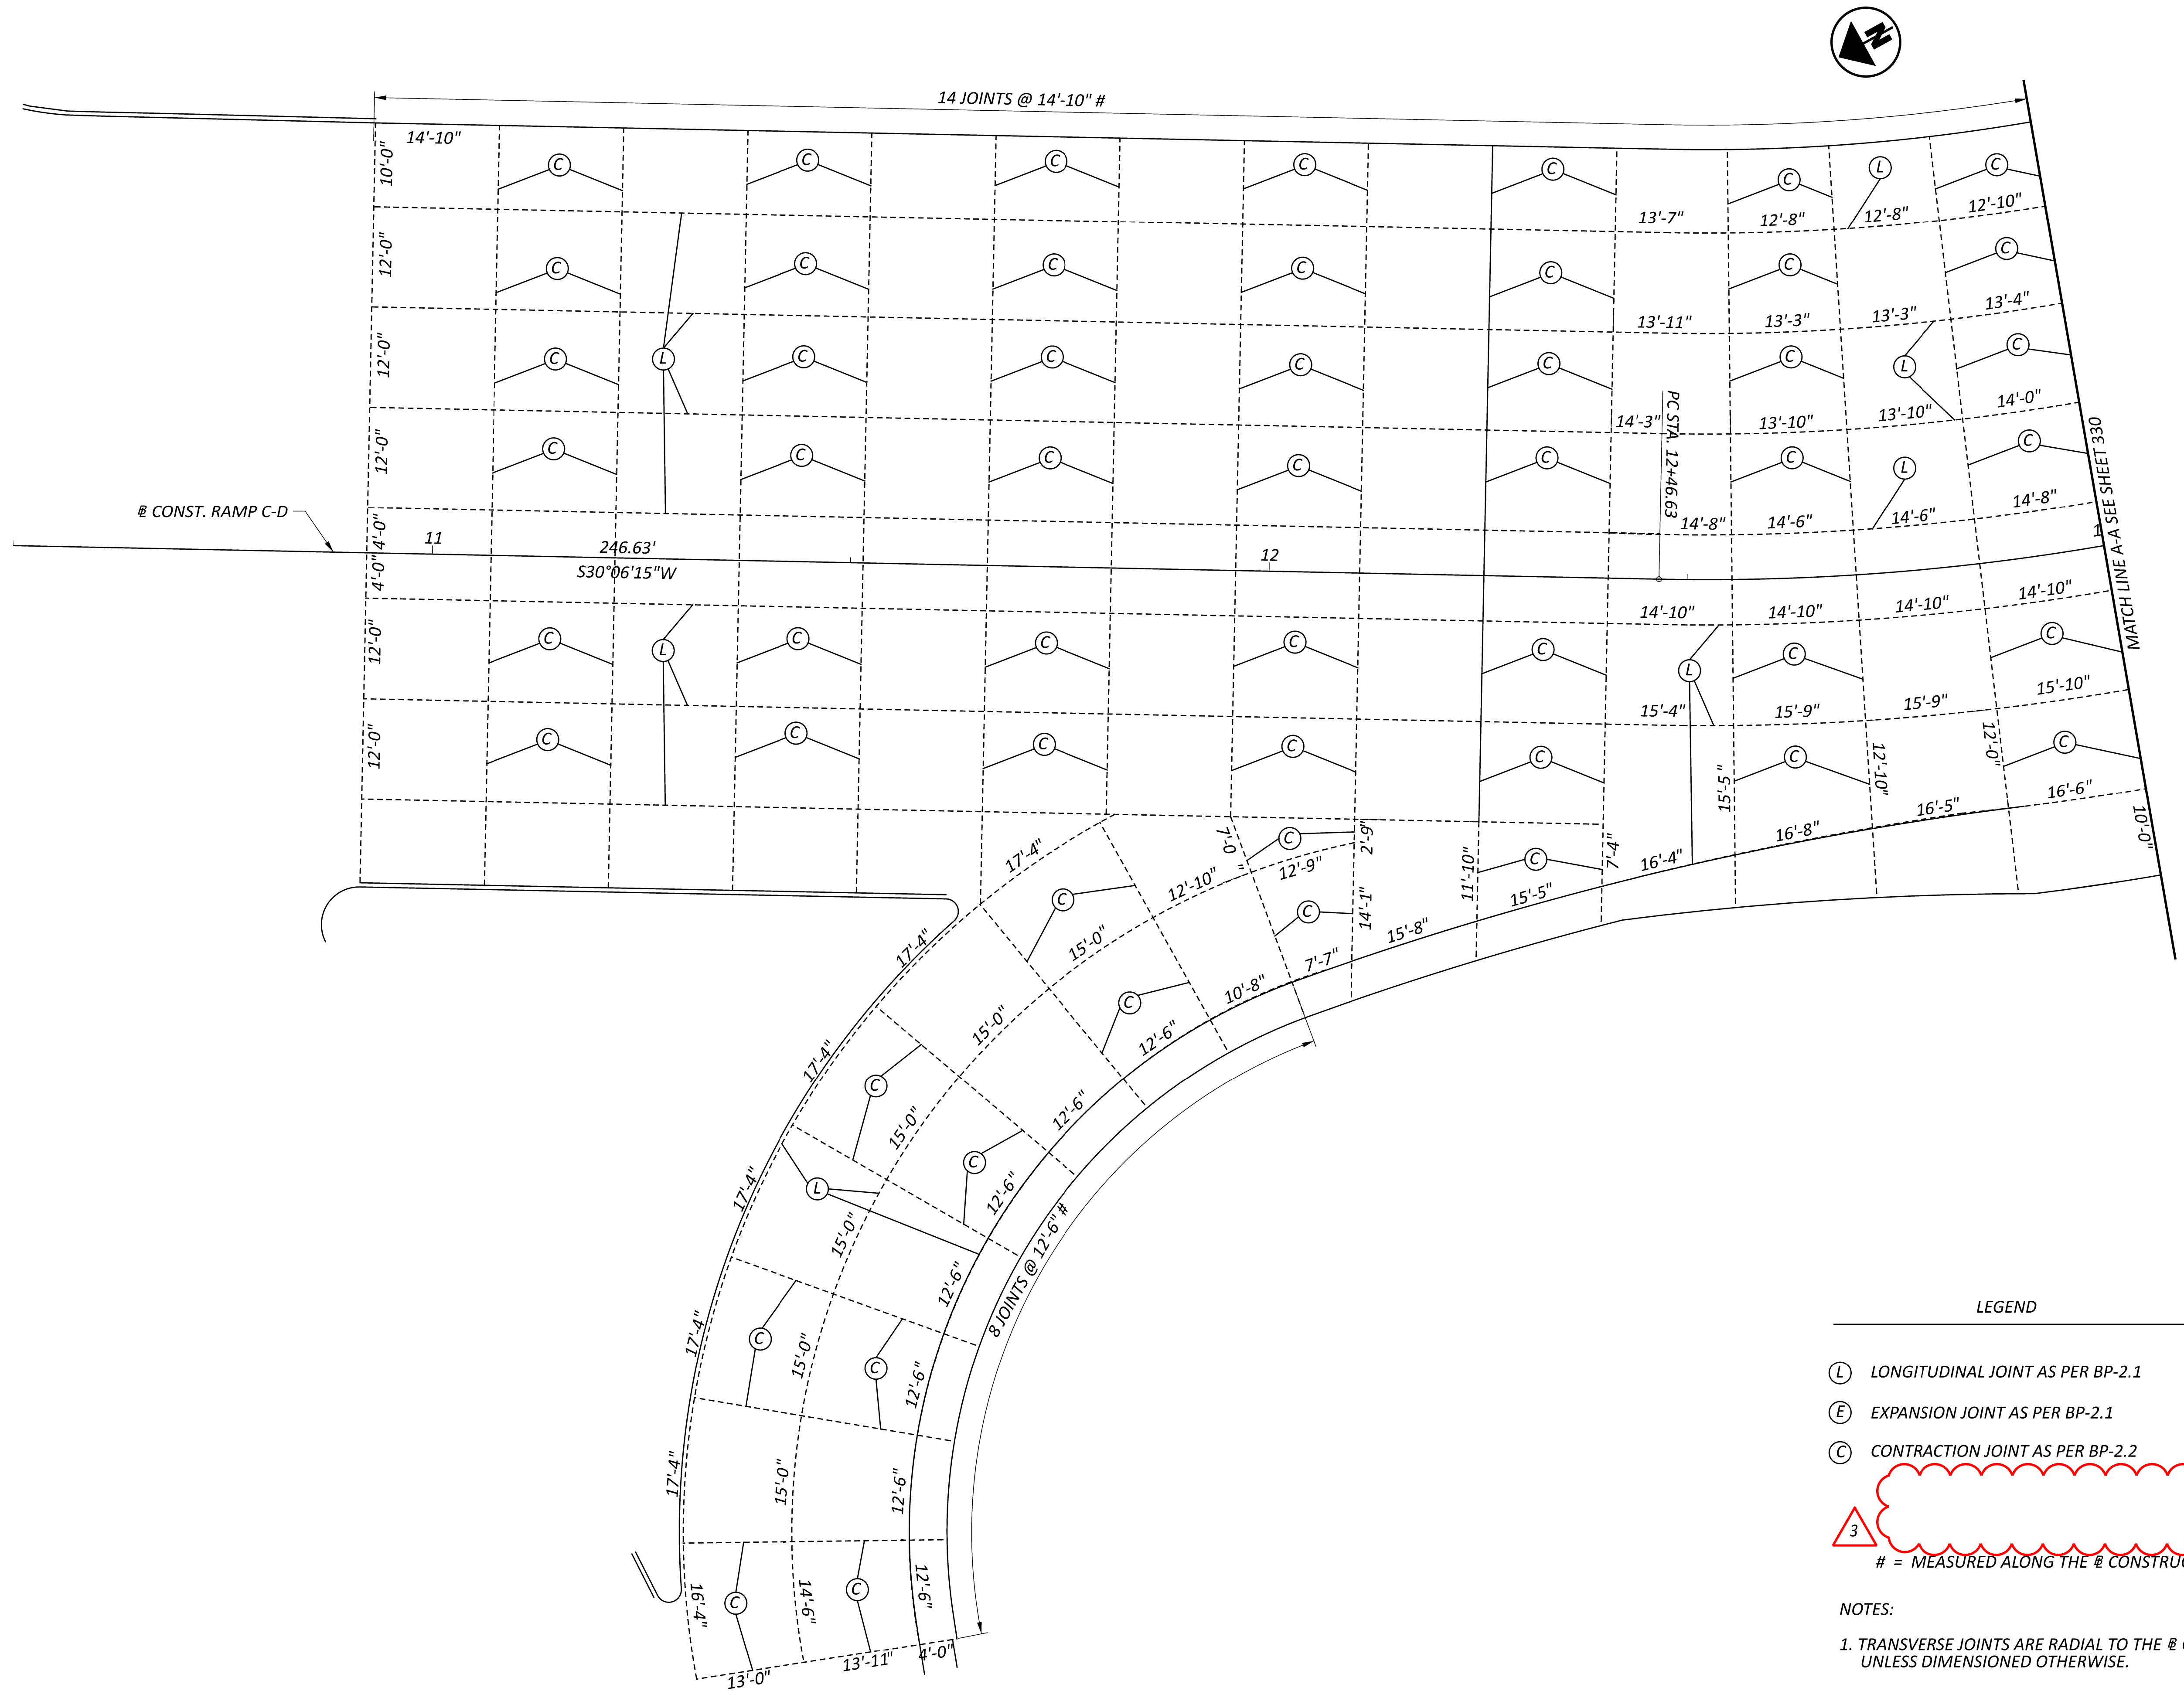 N
14 JOINTS @ 14'-10" #
14'-10"
10'-0"
C
C
C
C
C
C
L
C
13'-7"
12'-8"
12'-8"
12'-10"
12'-0"
C
C
C
C
C
C
C
13'-11"
13'-3"
13'-3"
13'-4"
12'-0"
C
L
C
C
C
C
C
L
C
14'-3"
13'-10"
13'-10"
14'-0"
PC STA. 12+46.63
12'-0"
C
C
C
C
C
C
L
C
14'-8"
14'-6"
14'-6"
14'-8"
MATCH LINE A-A SEE SHEET 330
℄ CONST. RAMP C-D
4'-0"
4'-0"
11
246.63'
S30°06'15"W
12
1
14'-10"
14'-10"
14'-10"
14'-10"
12'-0"
C
L
C
C
C
C
L
C
C
15'-4"
15'-9"
15'-9"
15'-10"
12'-0"
C
C
C
C
C
C
C
15'-5"
12'-10"
12'-0"
10'-0"
16'-4"
16'-8"
16'-5"
16'-6"
17'-4"
7'-0"
C
2'-9"
12'-10"
12'-9"
11'-10"
C
7'-4"
17'-4"
C
15'-0"
C
14'-1"
15'-8"
15'-5"
7'-7"
10'-8"
C
12'-6"
17'-4"
C
15'-0"
12'-6"
15'-0"
C
12'-6"
17'-4"
L
15'-0"
12'-6"
8 JOINTS @ 12'-6" #
17'-4"
C
15'-0"
C
12'-6"
17'-4"
15'-0"
12'-6"
16'-4"
C
14'-6"
C
12'-6"
13'-0"
13'-11"
4'-0"
LEGEND
L LONGITUDINAL JOINT AS PER BP-2.1
E EXPANSION JOINT AS PER BP-2.1
C CONTRACTION JOINT AS PER BP-2.2
3
# = MEASURED ALONG THE ℄ CONSTRU
NOTES:
1. TRANSVERSE JOINTS ARE RADIAL TO THE ℄
UNLESS DIMENSIONED OTHERWISE.